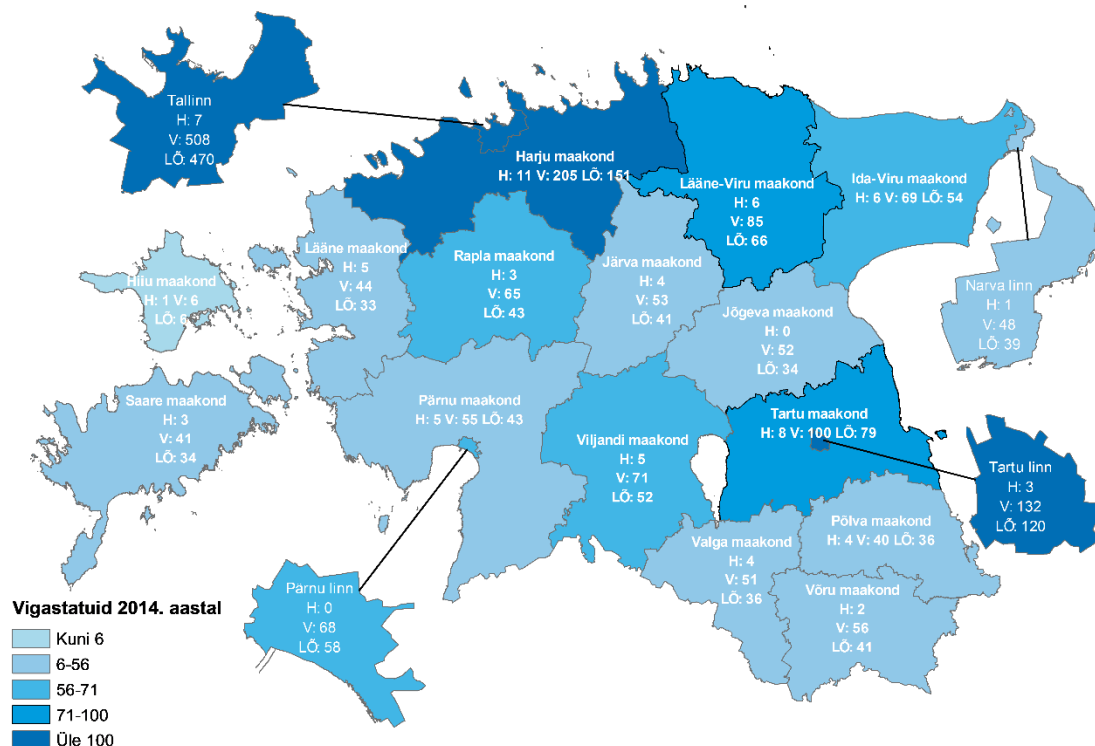 Tallinn
H: 7
V: 508
LÕ: 470
Harju maakond
H: 11 V: 205 LÕ: 151
Lääne-Viru maakond
H: 6
V: 85
LÕ: 66
Ida-Viru maakond
H: 6 V: 69 LÕ: 54
Narva linn
H: 1
V: 48
LÕ: 39
Hiiu maakond
H: 1 V: 6
LÕ: 6
Lääne maakond
H: 5
V: 44
LÕ: 33
Rapla maakond
H: 3
V: 65
LÕ: 43
Järva maakond
H: 4
V: 53
LÕ: 41
Jõgeva maakond
H: 0
V: 52
LÕ: 34
Saare maakond
H: 3
V: 41
LÕ: 34
Pärnu maakond
H: 5 V: 55 LÕ: 43
Viljandi maakond
H: 5
V: 71
LÕ: 52
Tartu maakond
H: 8 V: 100 LÕ: 79
Tartu linn
H: 3
V: 132
LÕ: 120
Põlva maakond
H: 4 V: 40 LÕ: 36
Valga maakond
H: 4
V: 51
LÕ: 36
Võru maakond
H: 2
V: 56
LÕ: 41
Pärnu linn
H: 0
V: 68
LÕ: 58
Vigastatuid 2014. aastal
Kuni 6
6-56
56-71
71-100
Üle 100